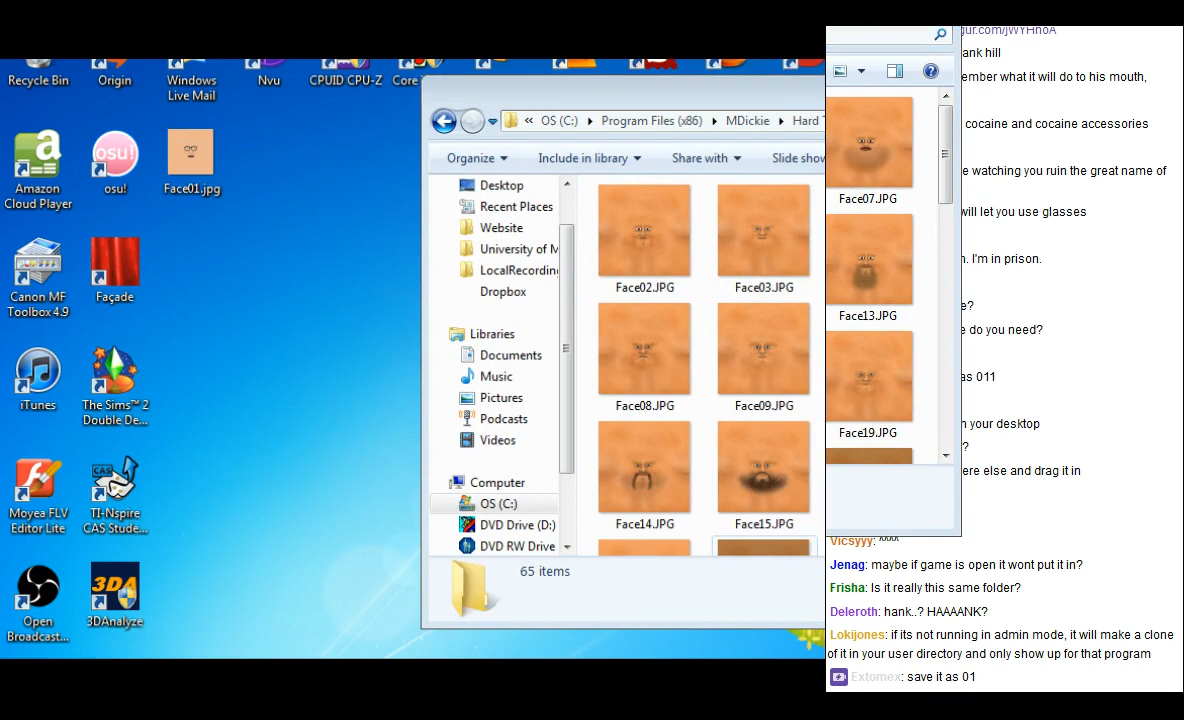 Recycle Bin
Origin
Windows
Live Mail
Nvu
CPUID CPU-Z
Core
Amazon
Cloud Player
osu!
osu!
Face01.jpg
Canon MF
Toolbox 4.9
Façade
iTunes
The Sims™ 2
Double De...
Moyea FLV
Editor Lite
CAS
TI-Nspire
CAS Stude...
Open
Broadcast...
3DA
3DAnalyze
« OS (C:) Program Files (x86) MDickie Hard
Organize
Include in library
Share with
Slide show
Desktop
Recent Places
Website
University of M
LocalRecording
Dropbox
Libraries
Documents
Music
Pictures
Podcasts
Videos
Computer
OS (C:)
DVD Drive (D:)
DVD RW Drive
Face02.JPG
Face03.JPG
Face07.JPG
Face08.JPG
Face09.JPG
Face13.JPG
Face14.JPG
Face15.JPG
Face19.JPG
65 items
gur.com/jWYHnoA
ank hill
ember what it will do to his mouth,
cocaine and cocaine accessories
e watching you ruin the great name of
will let you use glasses
. I'm in prison.
e?
e do you need?
as 011
your desktop
?
ere else and drag it in
Vicsyyy: ^^^^
Jenag: maybe if game is open it wont put it in?
Frisha: Is it really this same folder?
Deleroth: hank..? HAAAANK?
Lokijones: if its not running in admin mode, it will make a clone
of it in your user directory and only show up for that program
Extomex: save it as 01